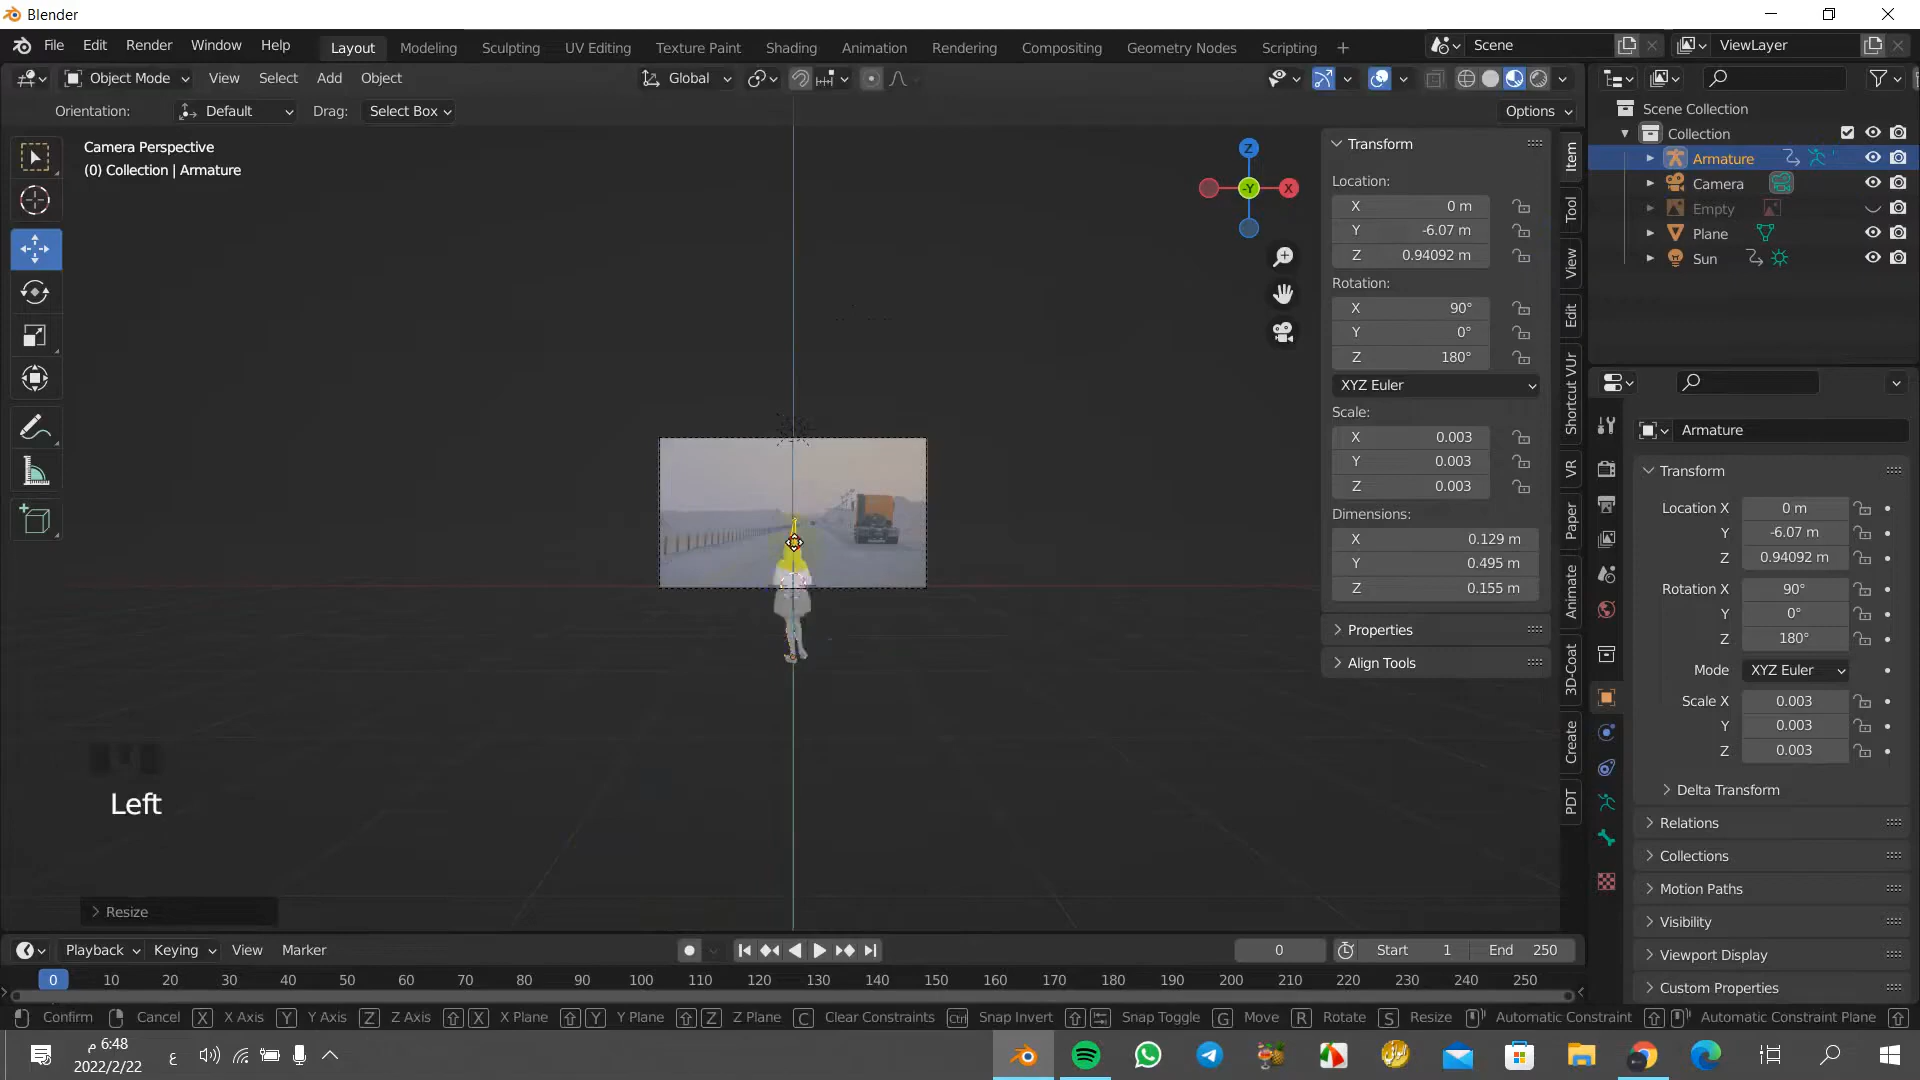 Blender
File Edit Render Window Help Layout Modeling Sculpting UV Editing Texture Paint Shading Animation Rendering Compositing Geometry Nodes Scripting + Scene ViewLayer
Object Mode View Select Add Object Global
Orientation: Default Drag: Select Box Options
Camera Perspective
(0) Collection | Armature
Z
-Y
X
Transform
Location:
X 0 m
Y -6.07 m
Z 0.94092 m
Rotation:
X 90°
Y 0°
Z 180°
XYZ Euler
Scale:
X 0.003
Y 0.003
Z 0.003
Dimensions:
X 0.129 m
Y 0.495 m
Z 0.155 m
Properties
Align Tools
Item
Tool
View
Edit
Shortcut VUr
VR
Paper
Animate
3D-Coat
Create
PDT
Scene Collection
Collection
Armature
Camera
Empty
Plane
Sun
Armature
Transform
Location X 0 m
Y -6.07 m
Z 0.94092 m
Rotation X 90°
Y 0°
Z 180°
Mode XYZ Euler
Scale X 0.003
Y 0.003
Z 0.003
Delta Transform
Relations
Collections
Motion Paths
Visibility
Viewport Display
Custom Properties
Left
Resize
Playback Keying View Marker 0 Start 1 End 250
0 10 20 30 40 50 60 70 80 90 100 110 120 130 140 150 160 170 180 190 200 210 220 230 240 250
Confirm Cancel X X Axis Y Y Axis Z Z Axis X X Plane Y Y Plane Z Z Plane C Clear Constraints Ctrl Snap Invert Snap Toggle G Move R Rotate S Resize Automatic Constraint Automatic Constraint Plane
6:48 م
2022/2/22
ع